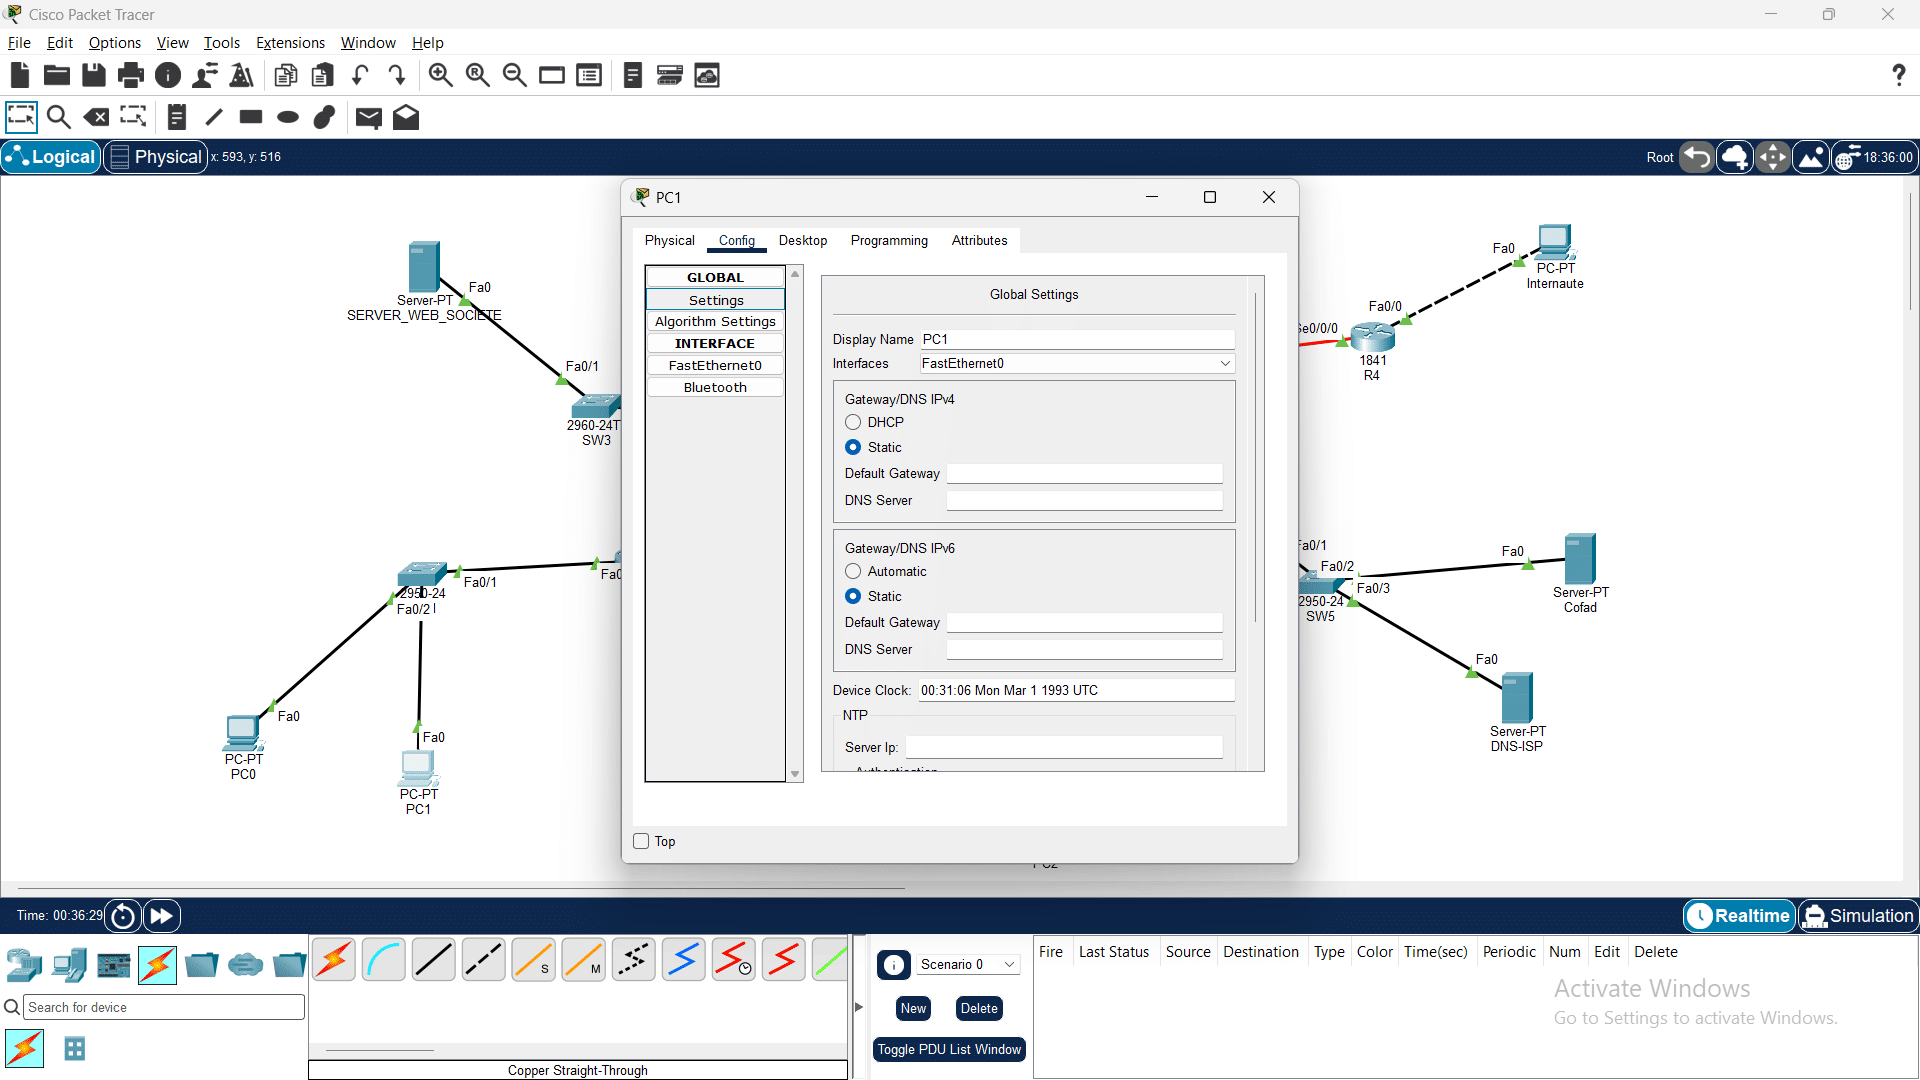 Cisco Packet Tracer
File Edit Options View Tools Extensions Window Help
Logical Physical x: 593, y: 516 Root 18:36:00
PC1
Physical Config Desktop Programming Attributes
GLOBAL
Settings
Algorithm Settings
INTERFACE
FastEthernet0
Bluetooth
Global Settings
Display Name PC1
Interfaces FastEthernet0
Gateway/DNS IPv4
DHCP
Static
Default Gateway
DNS Server
Gateway/DNS IPv6
Automatic
Static
Default Gateway
DNS Server
Device Clock: 00:31:06 Mon Mar 1 1993 UTC
NTP
Server Ip:
Authentication
Top
Fa0
Server-PT
SERVER_WEB_SOCIETE
Fa0/1
2960-24T
SW3
Fa0/1
2950-24
Fa0/2
Fa0
PC-PT
PC0
Fa0
PC-PT
PC1
Fa0
PC-PT
Internaute
Fa0/0
Se0/0/0
1841
R4
Fa0/1
Fa0/2
Fa0/3
2950-24
SW5
Fa0
Server-PT
Cofad
Fa0
Server-PT
DNS-ISP
PC2
Time: 00:36:29 Realtime Simulation
Search for device
S
M
Copper Straight-Through
Scenario 0
New Delete
Toggle PDU List Window
Fire Last Status Source Destination Type Color Time(sec) Periodic Num Edit Delete
Activate Windows
Go to Settings to activate Windows.